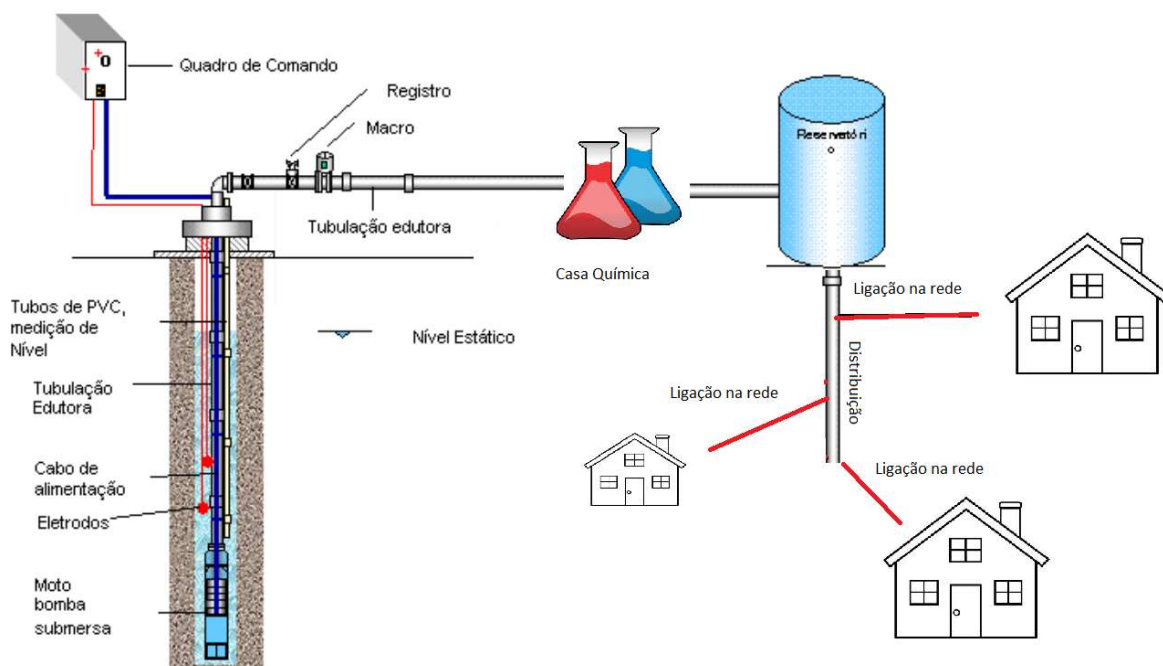 Quadro de Comando
Registro
Macro
Tubulação edutora
Casa Química
Reservatóri
Tubos de PVC,
medição de
Nível
Nível Estático
Tubulação
Edutora
Cabo de
alimentação
Eletrodos
Moto
bomba
submersa
Ligação na rede
Distribuição
Ligação na rede
Ligação na rede